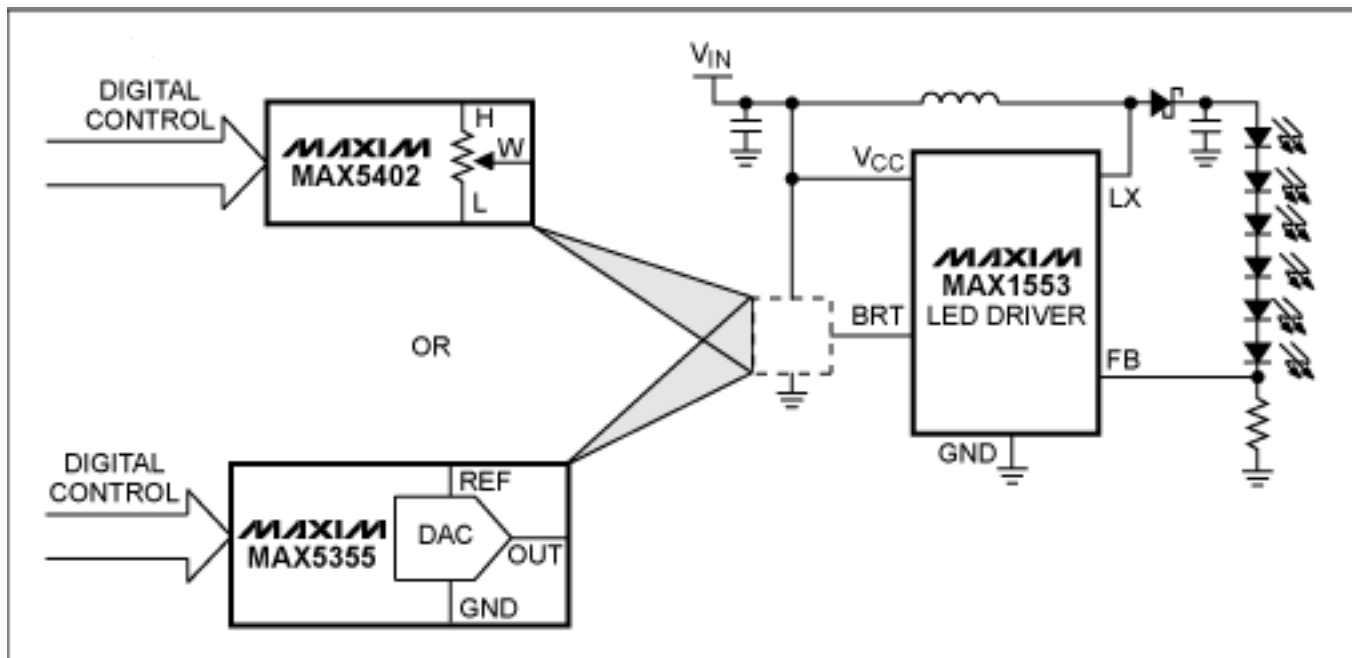 DIGITAL
CONTROL
MAXIM
MAX5402
H
W
L
OR
DIGITAL
CONTROL
MAXIM
MAX5355
REF
DAC
OUT
GND
VIN
VCC
LX
MAXIM
MAX1553
LED DRIVER
BRT
FB
GND